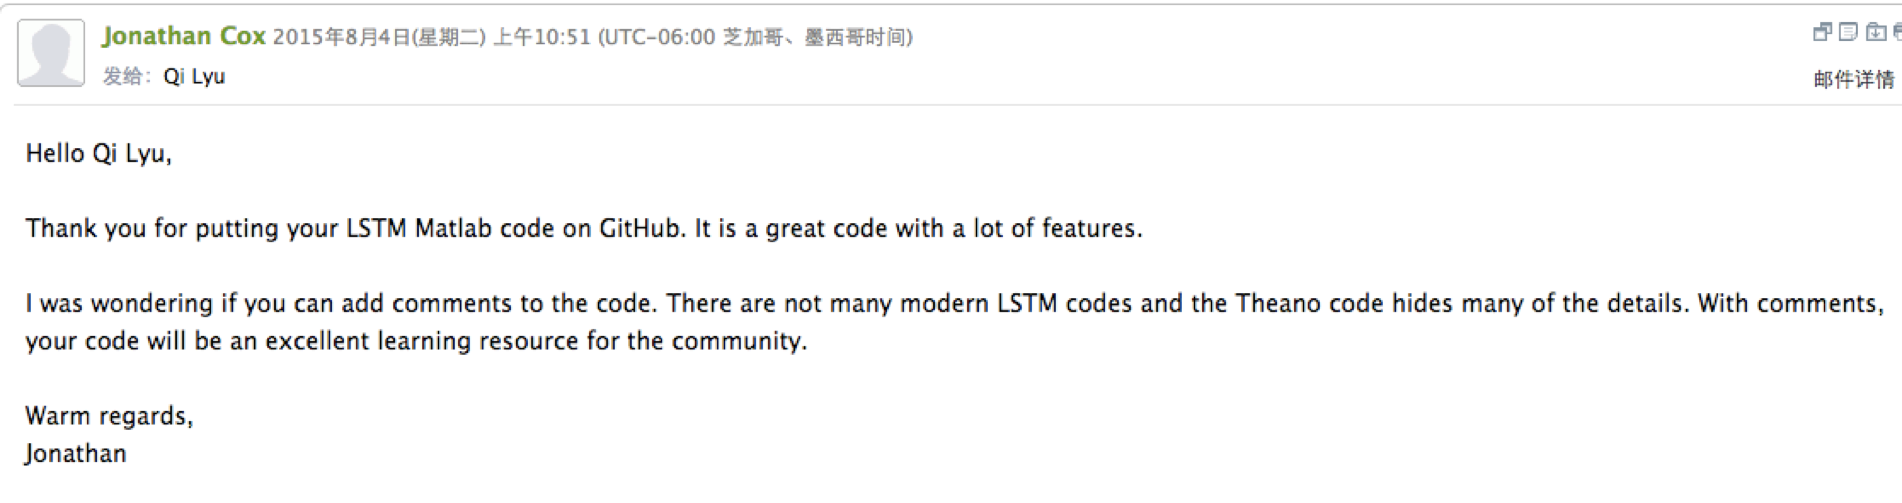 Jonathan Cox 2015年8月4日(星期二) 上午10:51 (UTC-06:00 芝加哥、墨西哥时间)
发给: Qi Lyu
邮件详情
Hello Qi Lyu,
Thank you for putting your LSTM Matlab code on GitHub. It is a great code with a lot of features.
I was wondering if you can add comments to the code. There are not many modern LSTM codes and the Theano code hides many of the details. With comments,
your code will be an excellent learning resource for the community.
Warm regards,
Jonathan